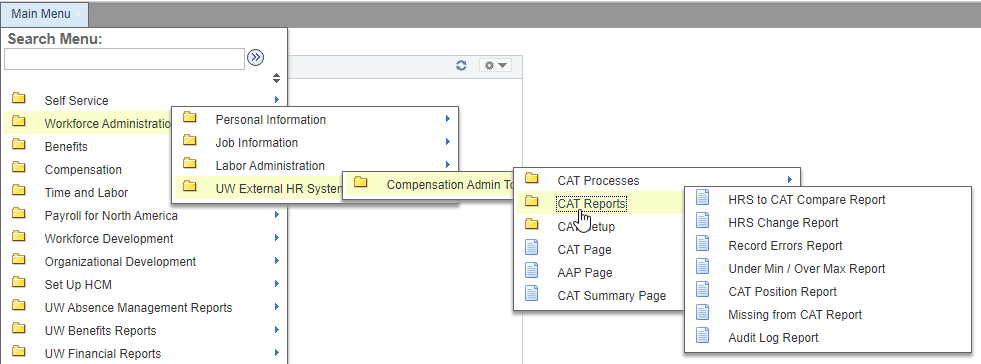 Main Menu
Search Menu:
Self Service
Workforce Administratio
Benefits
Compensation
Time and Labor
Payroll for North America
Workforce Development
Organizational Development
Set Up HCM
UW Absence Management Reports
UW Benefits Reports
UW Financial Reports
Personal Information
Job Information
Labor Administration
UW External HR System
Compensation Admin To
CAT Processes
CAT Reports
CAT Setup
CAT Page
AAP Page
CAT Summary Page
HRS to CAT Compare Report
HRS Change Report
Record Errors Report
Under Min / Over Max Report
CAT Position Report
Missing from CAT Report
Audit Log Report